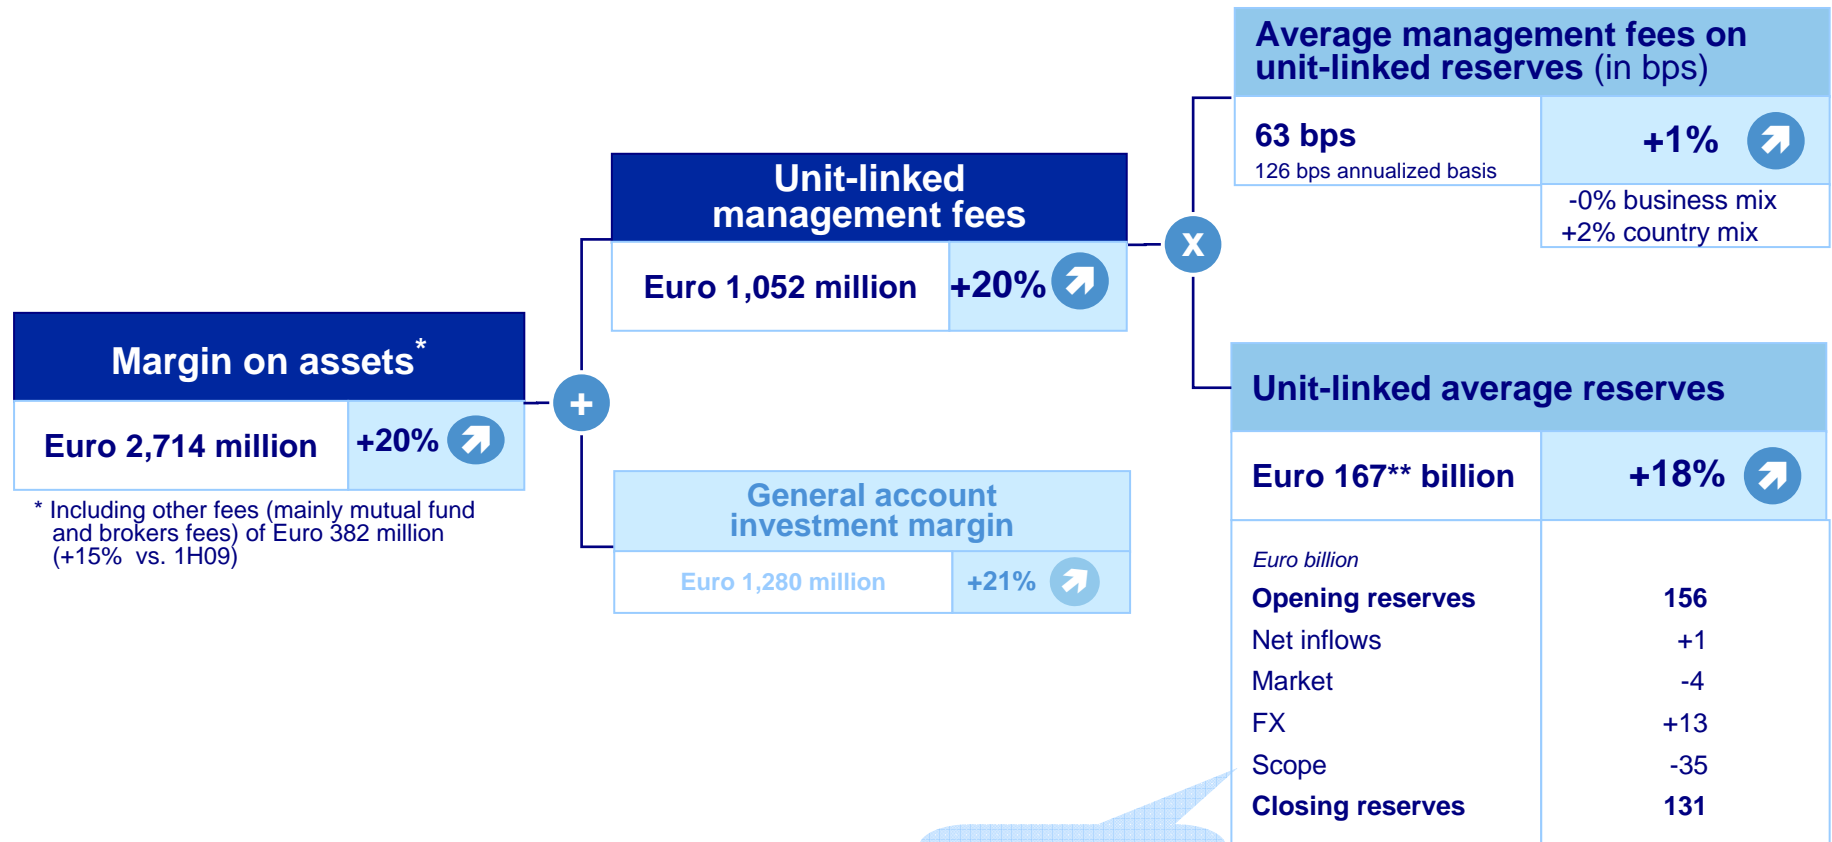 Margin on assets*
Euro 2,714 million +20%
* Including other fees (mainly mutual fund
and brokers fees) of Euro 382 million
(+15% vs. 1H09)
+
Unit-linked
management fees
Euro 1,052 million +20%
General account
investment margin
Euro 1,280 million +21%
X
Average management fees on
unit-linked reserves (in bps)
63 bps +1%
126 bps annualized basis
-0% business mix
+2% country mix
Unit-linked average reserves
Euro 167** billion +18%
Euro billion
Opening reserves 156
Net inflows +1
Market -4
FX +13
Scope -35
Closing reserves 131